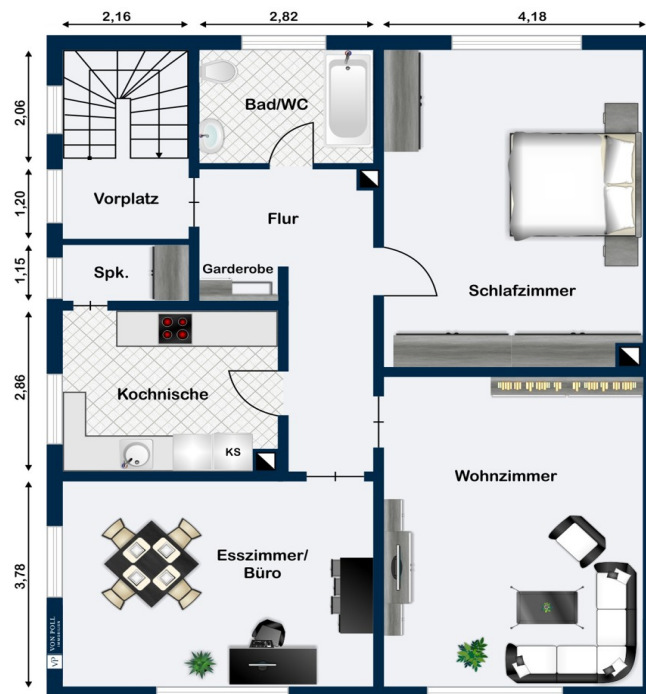 2,16
2,82
4,18
2,06
1,20
1,15
2,86
3,78
Bad/WC
Vorplatz
Flur
Spk.
Garderobe
Schlafzimmer
Kochnische
KS
Wohnzimmer
Esszimmer/
Büro
VON POLL
IMMOBILIEN
VP